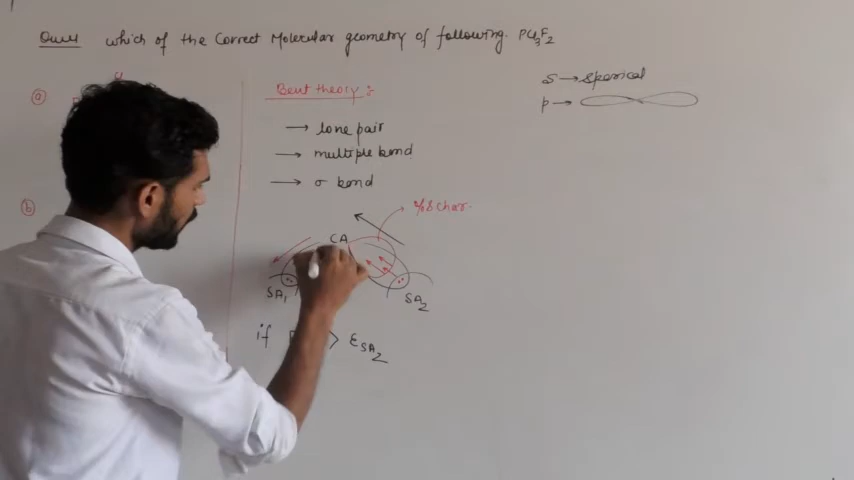 Ques which of the Correct Molecular geometry of following. PCl3F2
S → Sperical
P →
(a)
Bent theory :-
→ lone pair
→ multiple bond
→ σ bond
(b)
%S char.
CA
SA1
SA2
if > ESA2